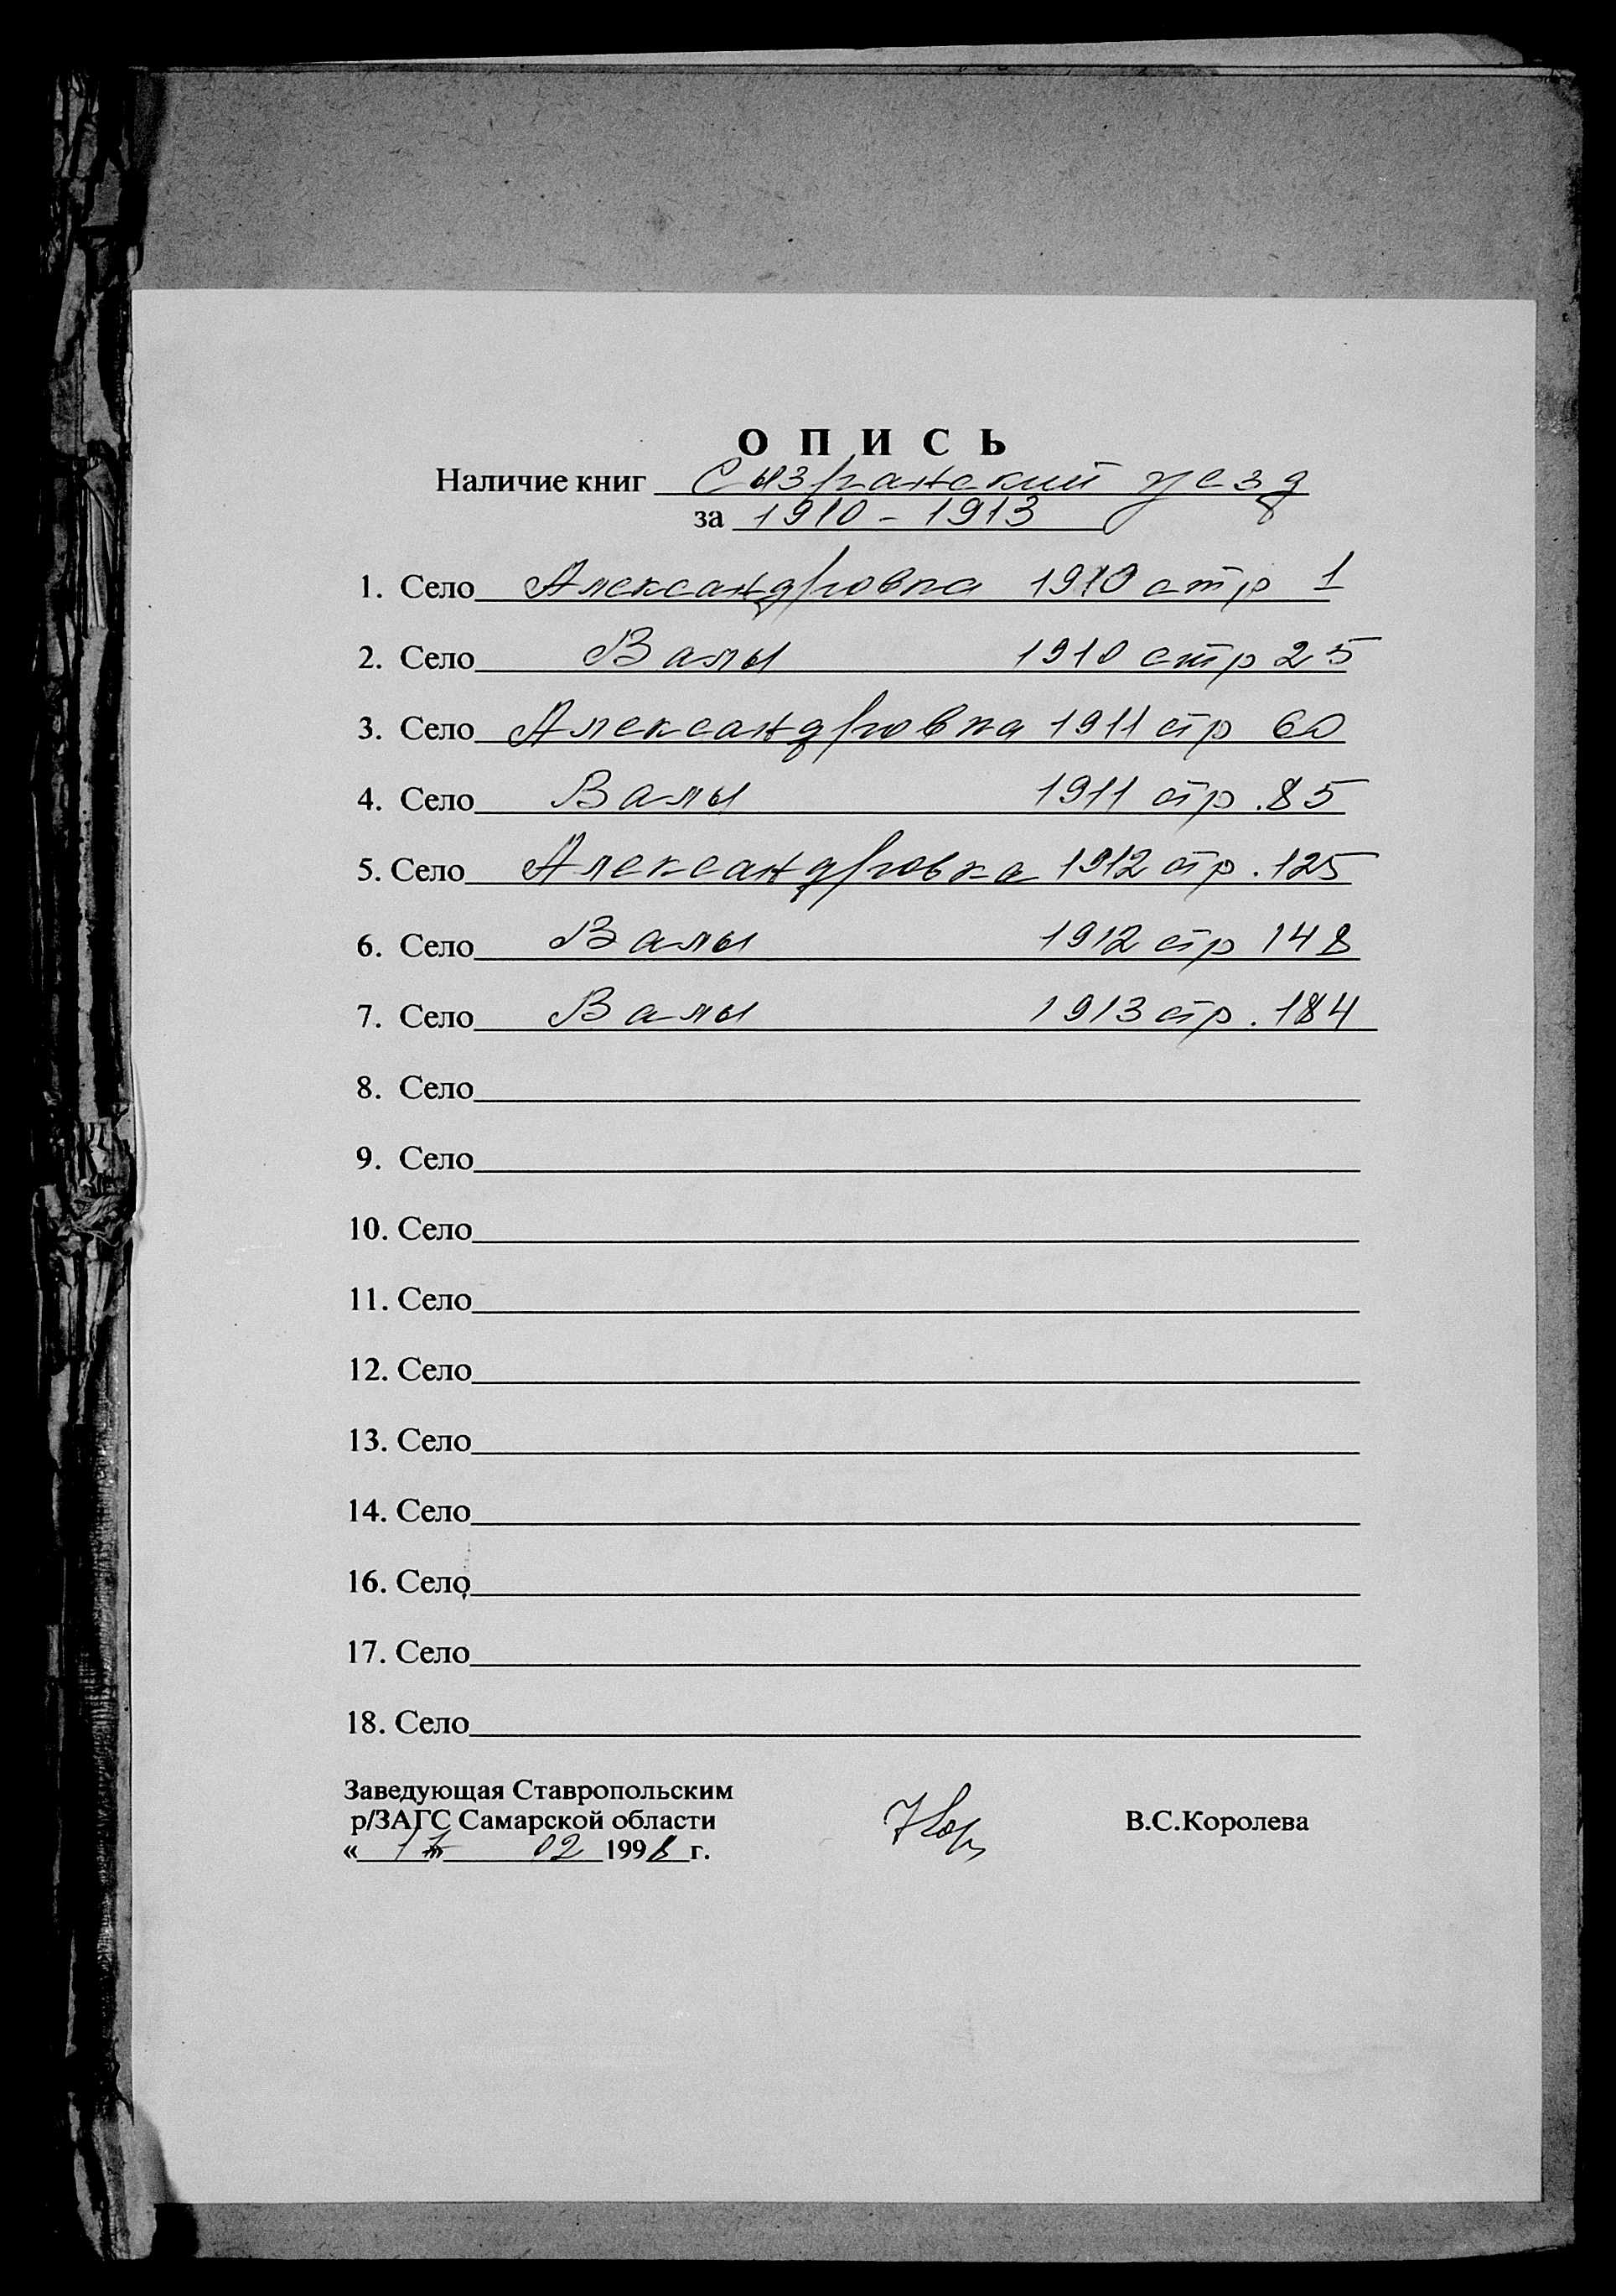 О П И С Ь
Наличие книг Сызранский уезд
за 1910 - 1913
1. Село Александровка 1910 стр 1
2. Село Валы 1910 стр 25
3. Село Александровка 1911 стр 60
4. Село Валы 1911 стр. 85
5. Село Александровка 1912 стр. 125
6. Село Валы 1912 стр 148
7. Село Валы 1913 стр. 184
8. Село
9. Село
10. Село
11. Село
12. Село
13. Село
14. Село
16. Село
17. Село
18. Село
Заведующая Ставропольским
р/ЗАГС Самарской области В.С.Королева
« » 02 1998 г.